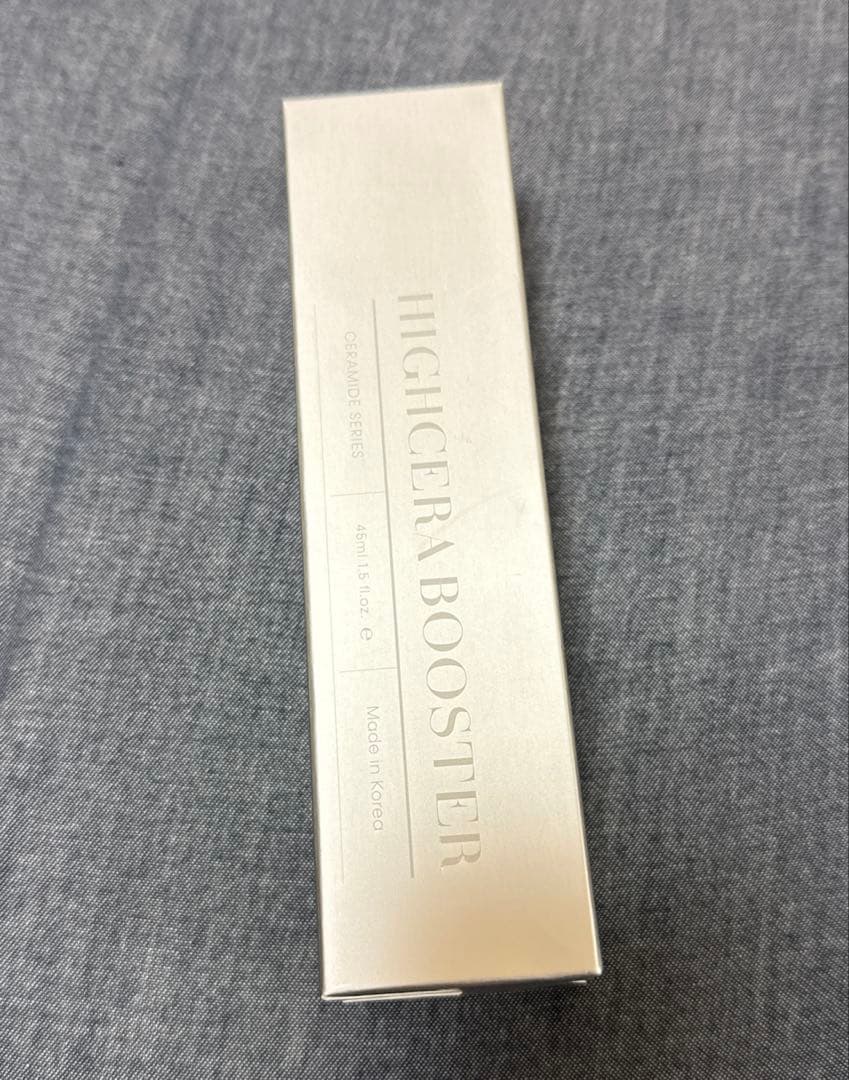 HIGHCERA BOOSTER
CERAMIDE SERIES
45ml 1.5 fl.oz. ℮
Made in Korea